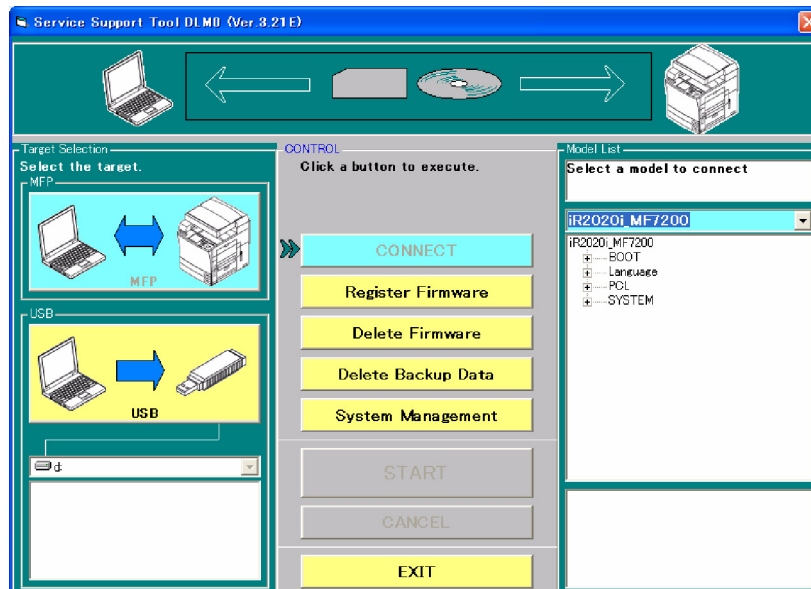 Service Support Tool DLM0 (Ver.3.21E)
Target Selection
Select the target.
MFP
MFP
USB
USB
d:
CONTROL
Click a button to execute.
CONNECT
Register Firmware
Delete Firmware
Delete Backup Data
System Management
START
CANCEL
EXIT
Model List
Select a model to connect
iR2020i_MF7200
iR2020i_MF7200
BOOT
Language
PCL
SYSTEM